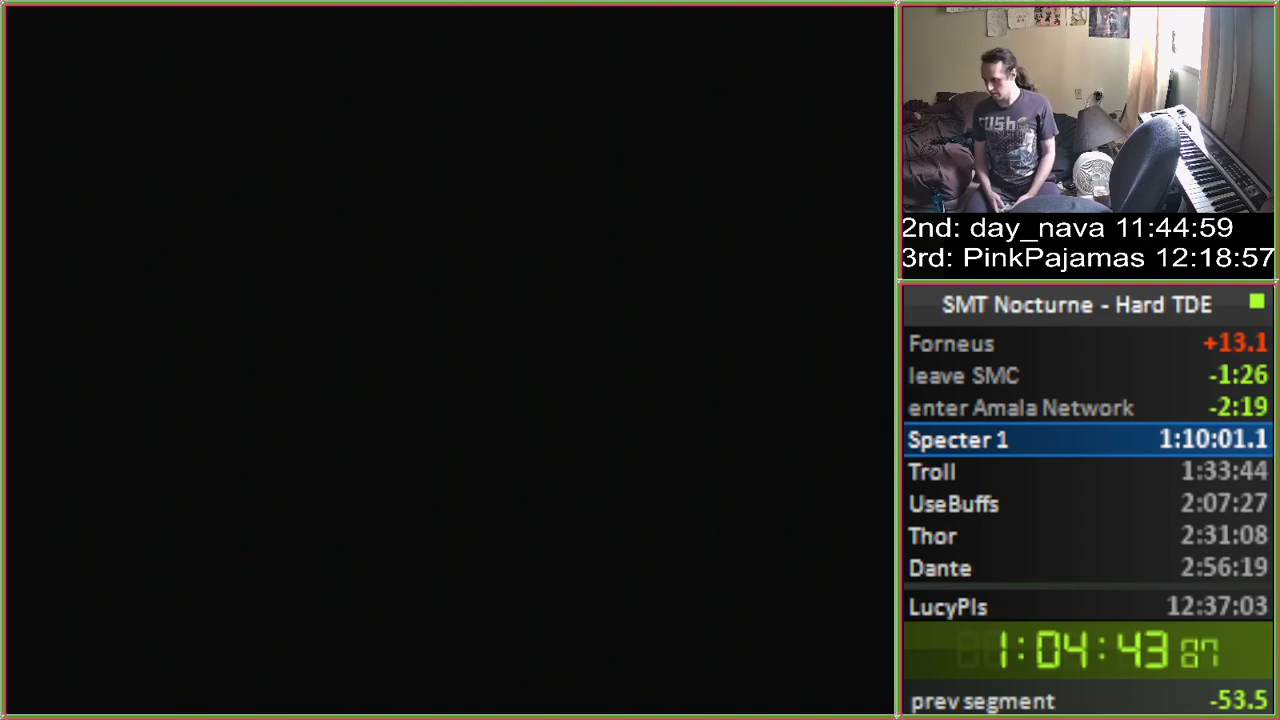 rush
2nd: day_nava 11:44:59
3rd: PinkPajamas 12:18:57
SMT Nocturne - Hard TDE
Forneus +13.1
leave SMC -1:26
enter Amala Network -2:19
Specter 1 1:10:01.1
Troll 1:33:44
UseBuffs 2:07:27
Thor 2:31:08
Dante 2:56:19
LucyPls 12:37:03
1:04:43 87
prev segment -53.5